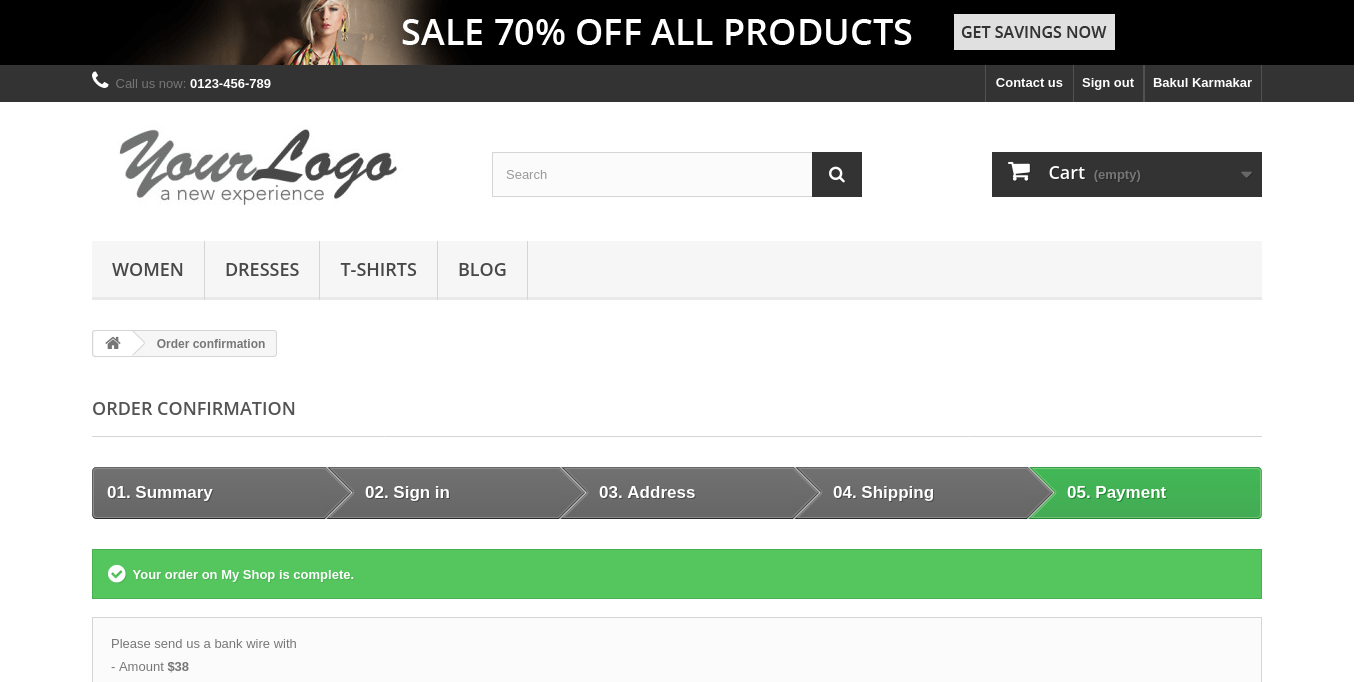 SALE 70% OFF ALL PRODUCTS GET SAVINGS NOW
Call us now: 0123-456-789 Contact us Sign out Bakul Karmakar
YourLogo
a new experience
Search
Cart (empty)
WOMEN DRESSES T-SHIRTS BLOG
Order confirmation
ORDER CONFIRMATION
01. Summary 02. Sign in 03. Address 04. Shipping 05. Payment
Your order on My Shop is complete.
Please send us a bank wire with
- Amount $38